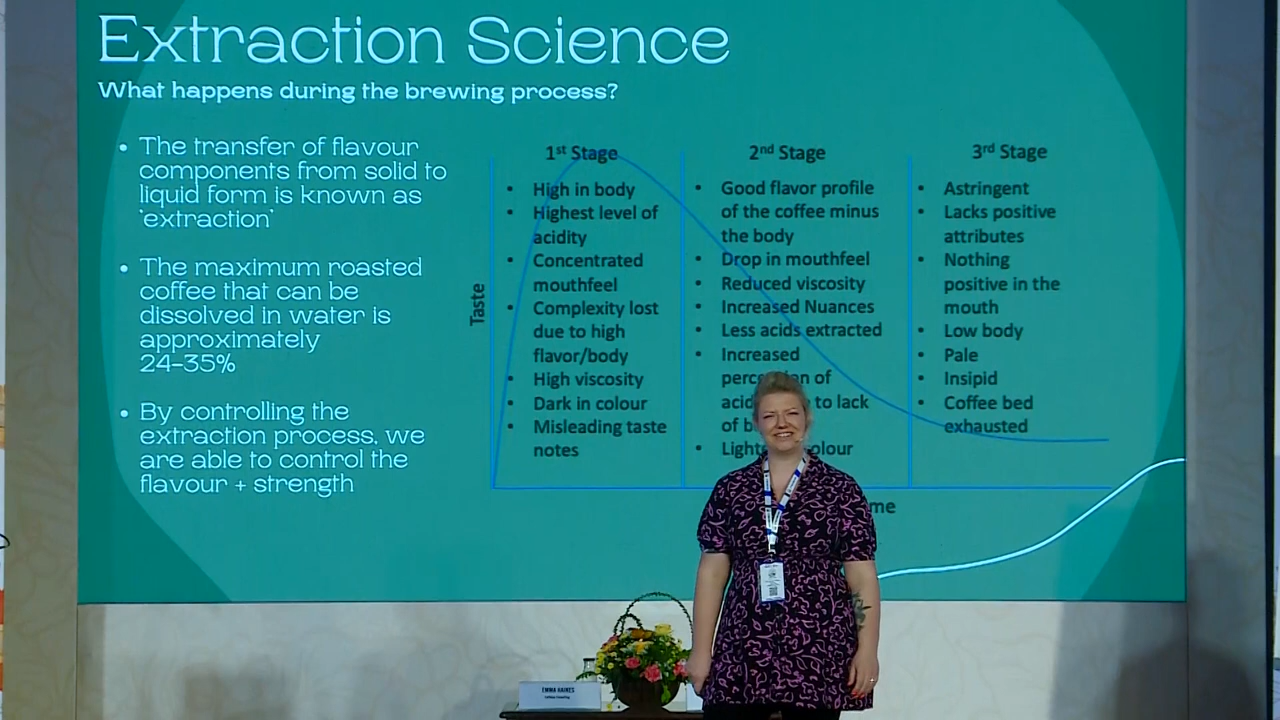 Extraction Science
What happens during the brewing process?
• The transfer of flavour
components from solid to
liquid form is known as
‘extraction’
• The maximum roasted
coffee that can be
dissolved in water is
approximately
24-35%
• By controlling the
extraction process, we
are able to control the
flavour + strength
Taste
1st Stage
• High in body
• Highest level of
acidity
• Concentrated
mouthfeel
• Complexity lost
due to high
flavor/body
• High viscosity
• Dark in colour
• Misleading taste
notes
2nd Stage
• Good flavor profile
of the coffee minus
the body
• Drop in mouthfeel
• Reduced viscosity
• Increased Nuances
• Less acids extracted
• Increased
of
to lack
of
3rd Stage
• Astringent
• Lacks positive
attributes
• Nothing
positive in the
mouth
• Low body
• Pale
• Insipid
• Coffee bed
exhausted
EMMA HAINES